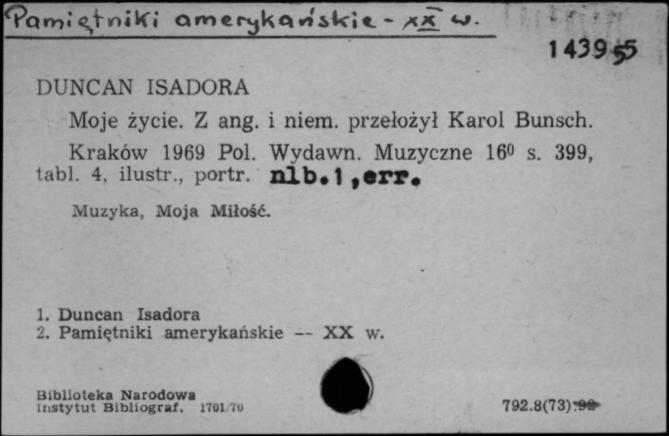 Pamiętniki amerykańskie - XX w.
143955
DUNCAN ISADORA
Moje życie. Z ang. i niem. przełożył Karol Bunsch.
Kraków 1969 Pol. Wydawn. Muzyczne 16⁰ s. 399,
tabl. 4, ilustr., portr. nlb.1,err.
Muzyka, Moja Miłość.
1. Duncan Isadora
2. Pamiętniki amerykańskie — XX w.
Biblioteka Narodowa
Instytut Bibliograf. 1701/70
792.8(73):92